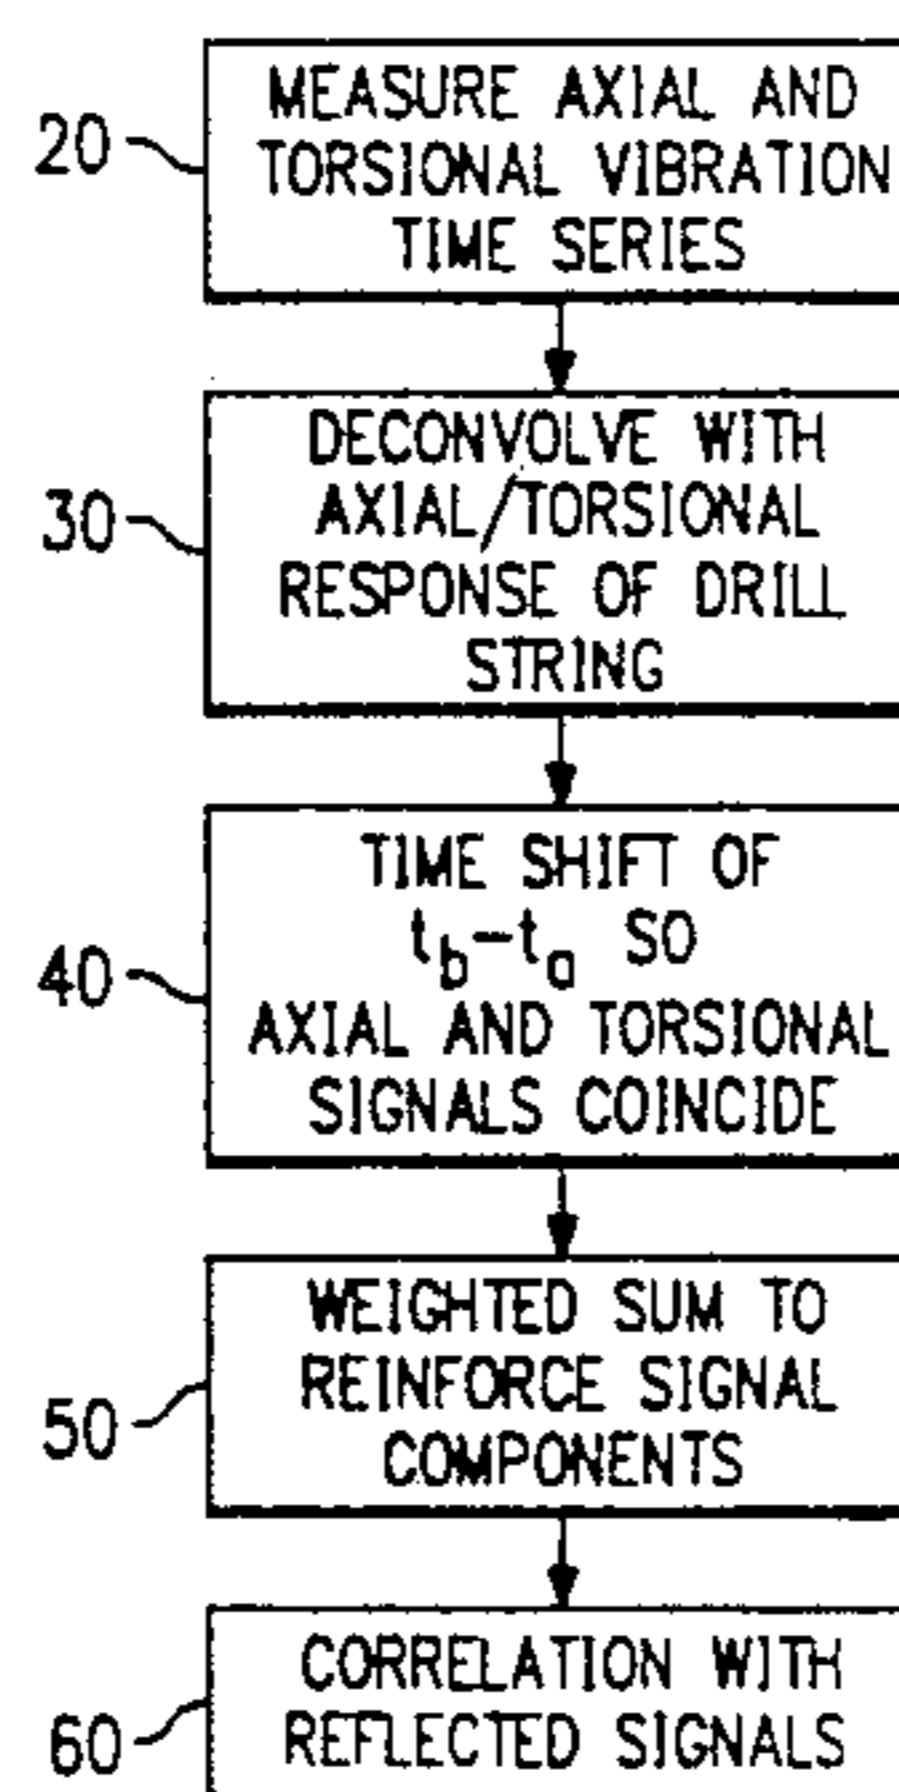 20
MEASURE AXIAL AND
TORSIONAL VIBRATION
TIME SERIES
30
DECONVOLVE WITH
AXIAL/TORSIONAL
RESPONSE OF DRILL
STRING
40
TIME SHIFT OF
t_b-t_a SO
AXIAL AND TORSIONAL
SIGNALS COINCIDE
50
WEIGHTED SUM TO
REINFORCE SIGNAL
COMPONENTS
60
CORRELATION WITH
REFLECTED SIGNALS